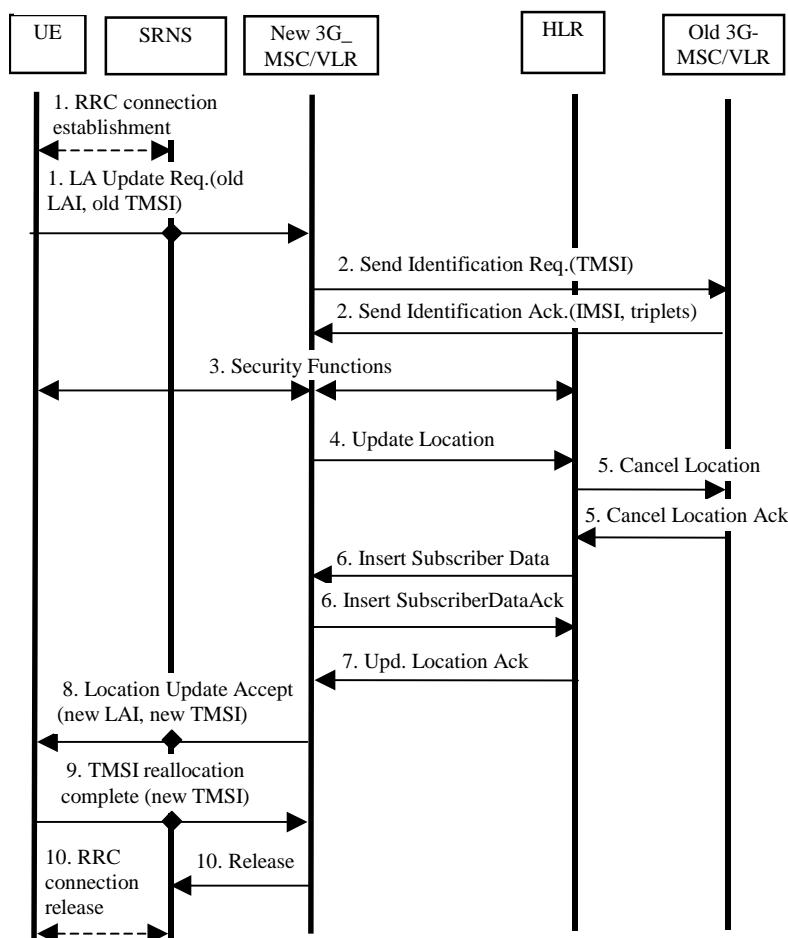 UE
SRNS
New 3G_
MSC/VLR
HLR
Old 3G-
MSC/VLR
1. RRC connection
establishment
1. LA Update Req.(old
LAI, old TMSI)
2. Send Identification Req.(TMSI)
2. Send Identification Ack.(IMSI, triplets)
3. Security Functions
4. Update Location
5. Cancel Location
5. Cancel Location Ack
6. Insert Subscriber Data
6. Insert SubscriberDataAck
7. Upd. Location Ack
8. Location Update Accept
(new LAI, new TMSI)
9. TMSI reallocation
complete (new TMSI)
10. RRC
connection
release
10. Release